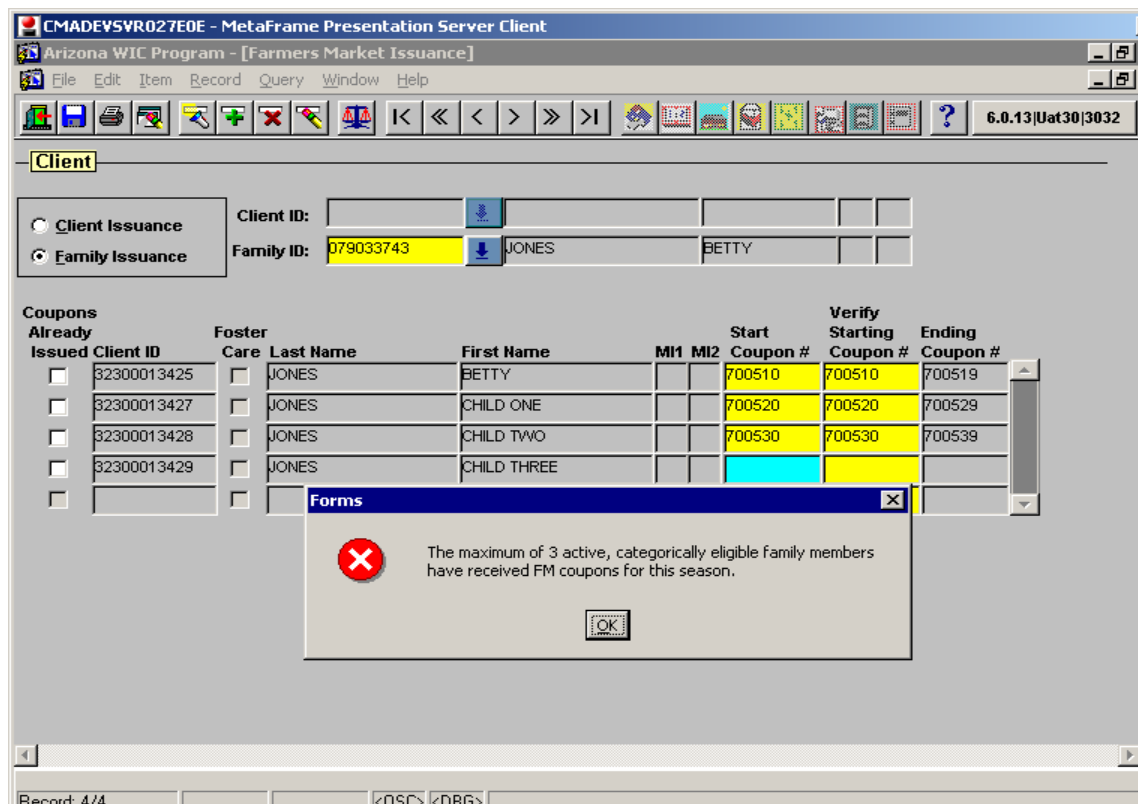 CMADEVSVR027E0E - MetaFrame Presentation Server Client
Arizona WIC Program - [Farmers Market Issuance]
File Edit Item Record Query Window Help
6.0.13|Uat30|3032
Client
Client Issuance
Family Issuance
Client ID:
Family ID: 079033743 JONES BETTY
Coupons Already Issued Client ID Foster Care Last Name First Name MI1 MI2 Start Coupon # Verify Starting Coupon # Ending Coupon #
32300013425 JONES BETTY 700510 700510 700519
32300013427 JONES CHILD ONE 700520 700520 700529
32300013428 JONES CHILD TWO 700530 700530 700539
32300013429 JONES CHILD THREE
Forms
The maximum of 3 active, categorically eligible family members
have received FM coupons for this season.
OK
Record: 4/4 <OSC> <DBG>